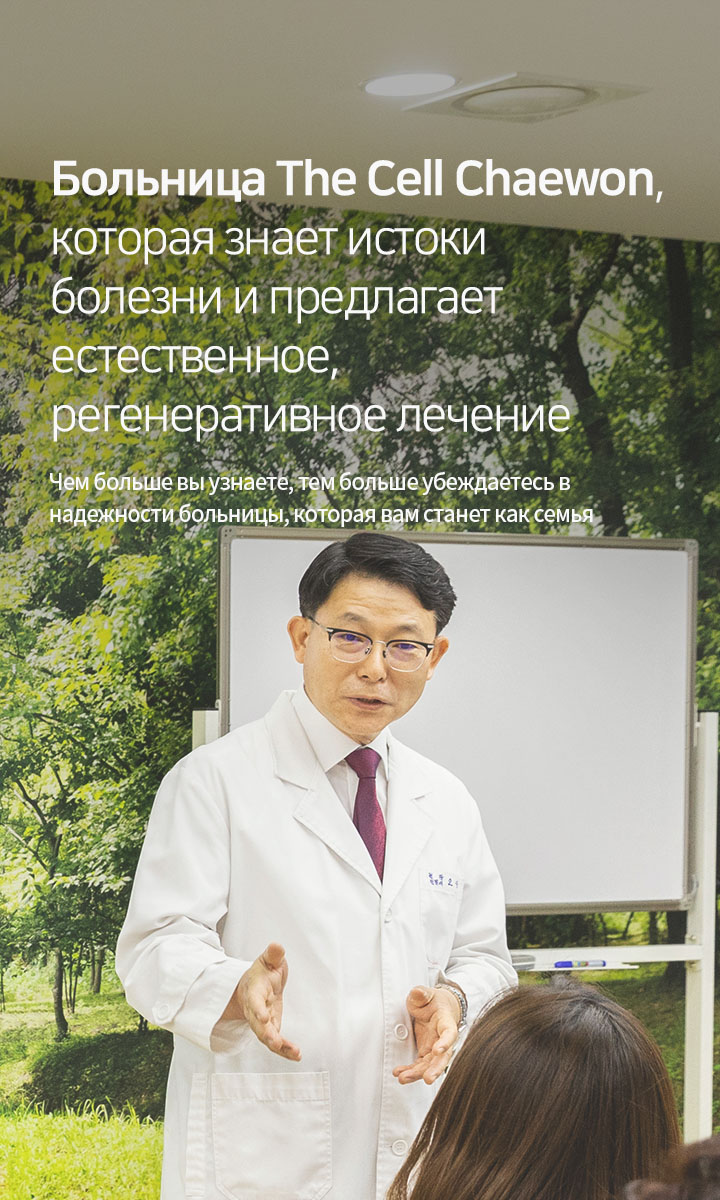 Больница The Cell Chaewon,
которая знает истоки
болезни и предлагает
естественное,
регенеративное лечение
Чем больше вы узнаете, тем больше убеждаетесь в
надежности больницы, которая вам станет как семья